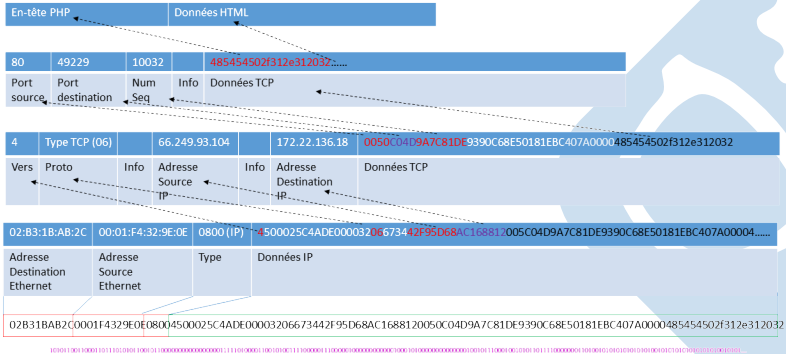 En-tête PHP Données HTML
80 49229 10032 485454502f312e312032......
Port source Port destination Num Seq Info Données TCP
4 Type TCP (06) 66.249.93.104 172.22.136.18 0050C04D9A7C81DE9390C68E50181EBC407A0000485454502f312e312032
Vers Proto Info Adresse Source IP Info Adresse Destination IP Données TCP
02:B3:1B:AB:2C 00:01:F4:32:9E:0E 0800 (IP) 4500025C4ADE0000320667344 2F95D68AC168812005C04D9A7C81DE9390C68E50181EBC407A00004......
Adresse Destination Ethernet Adresse Source Ethernet Type Données IP
02B31BAB2C0001F4329E0E08004500025C4ADE00003206673442F95D68AC1688120050C04D9A7C81DE9390C68E50181EBC407A0000485454502f312e312032